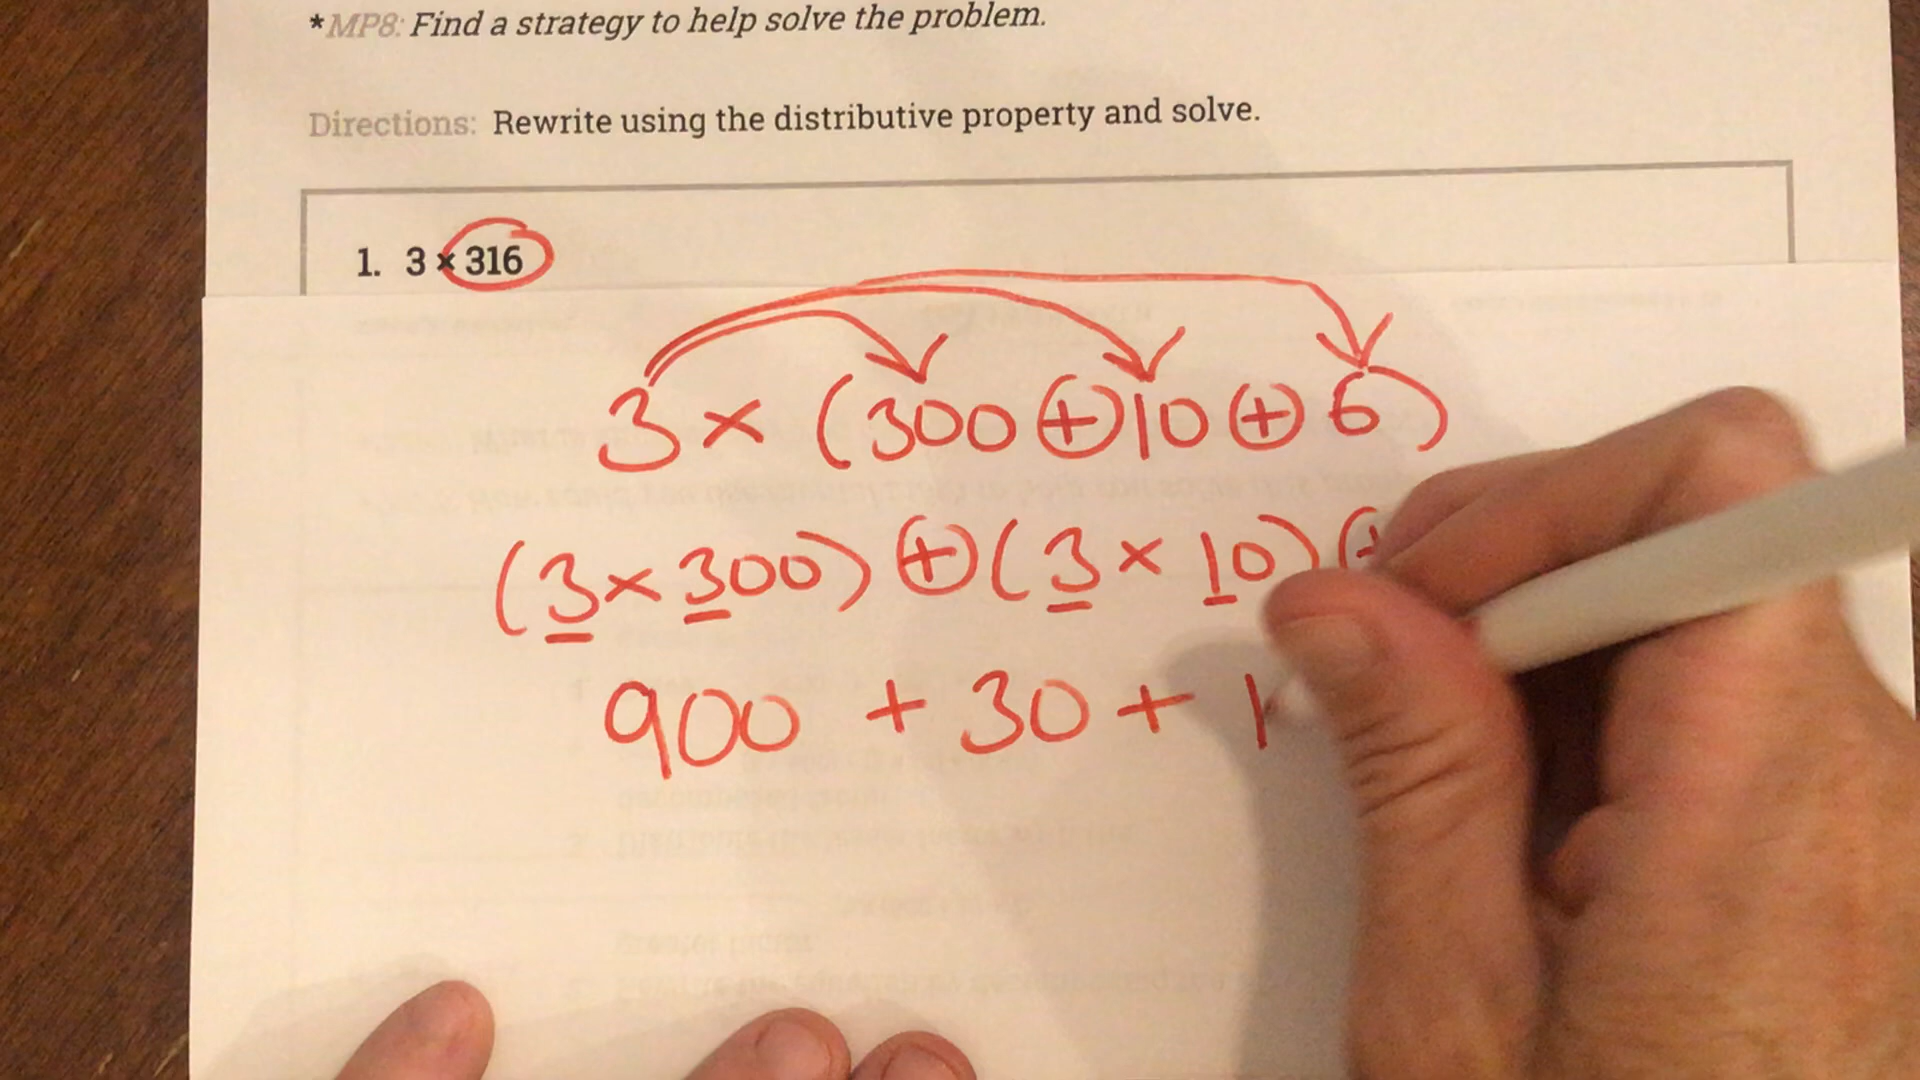 *MP8: Find a strategy to help solve the problem.
Directions: Rewrite using the distributive property and solve.
1. 3 × 316
3 × (300 + 10 + 6)
(3 × 300) + (3 × 10) +
900 + 30 + 1